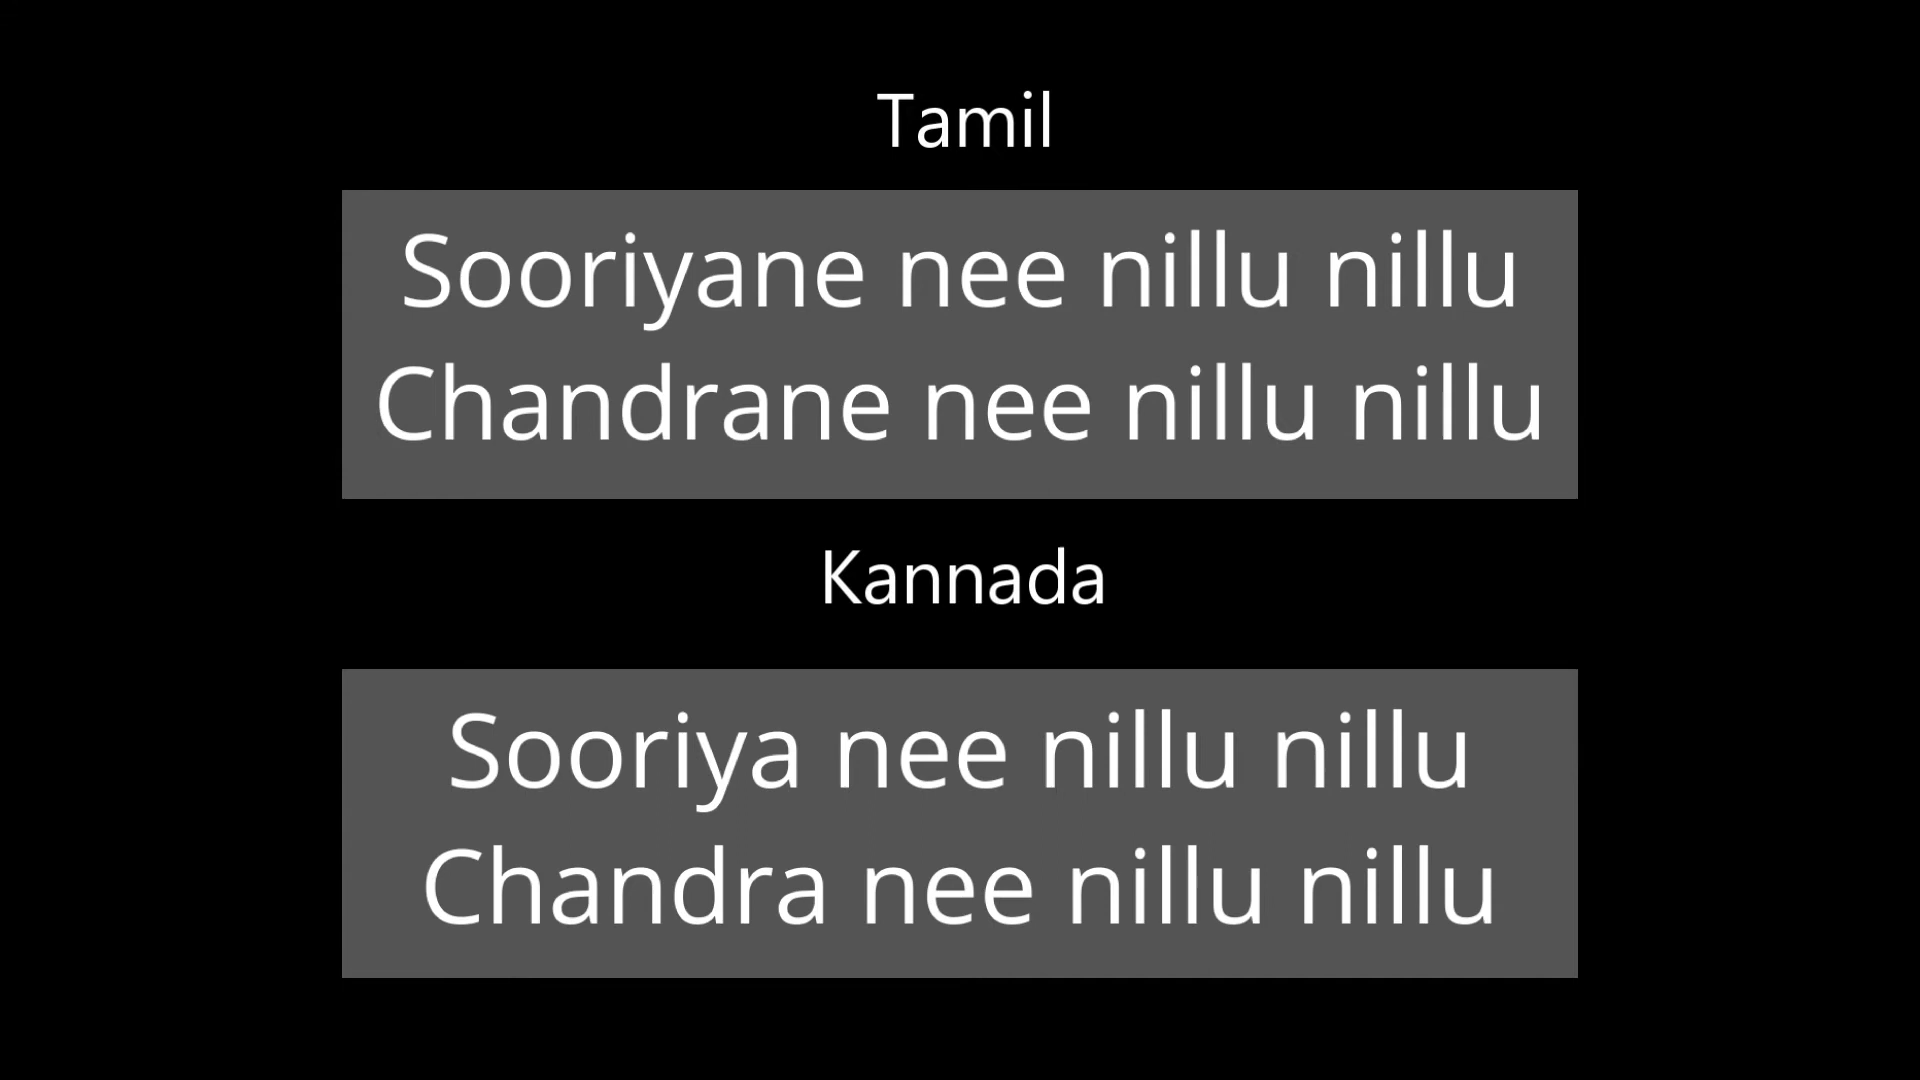 Tamil
Sooriyane nee nillu nillu
Chandrane nee nillu nillu
Kannada
Sooriya nee nillu nillu
Chandra nee nillu nillu